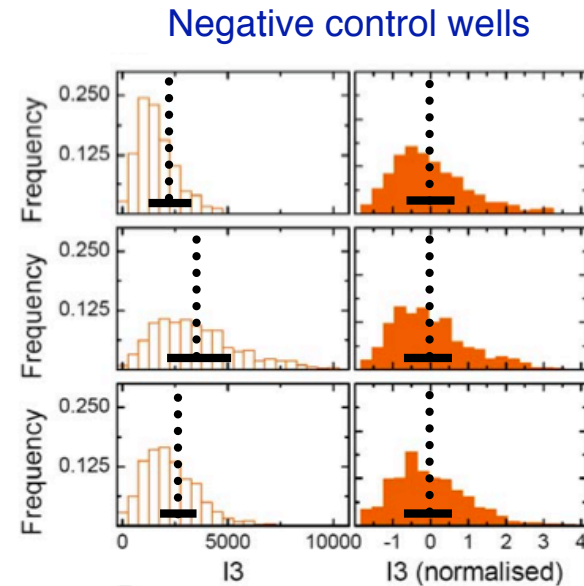 Negative control wells
Frequency
0.250
0.125
Frequency
0.250
0.125
Frequency
0.250
0.125
0 5000 10000 -1 0 1 2 3 4
I3 I3 (normalised)